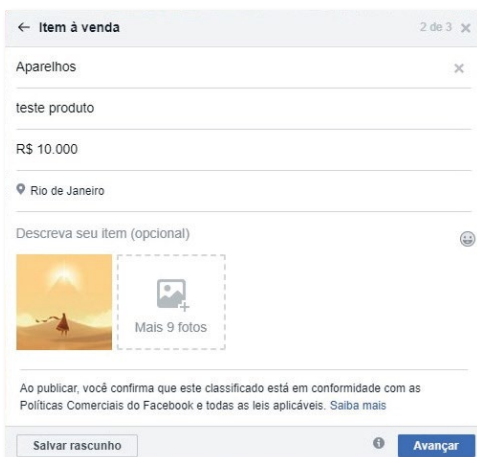 ← Item à venda 2 de 3 ×
Aparelhos ×
teste produto
R$ 10.000
Rio de Janeiro
Descreva seu item (opcional)
Mais 9 fotos
Ao publicar, você confirma que este classificado está em conformidade com as
Políticas Comerciais do Facebook e todas as leis aplicáveis. Saiba mais
Salvar rascunho Avançar